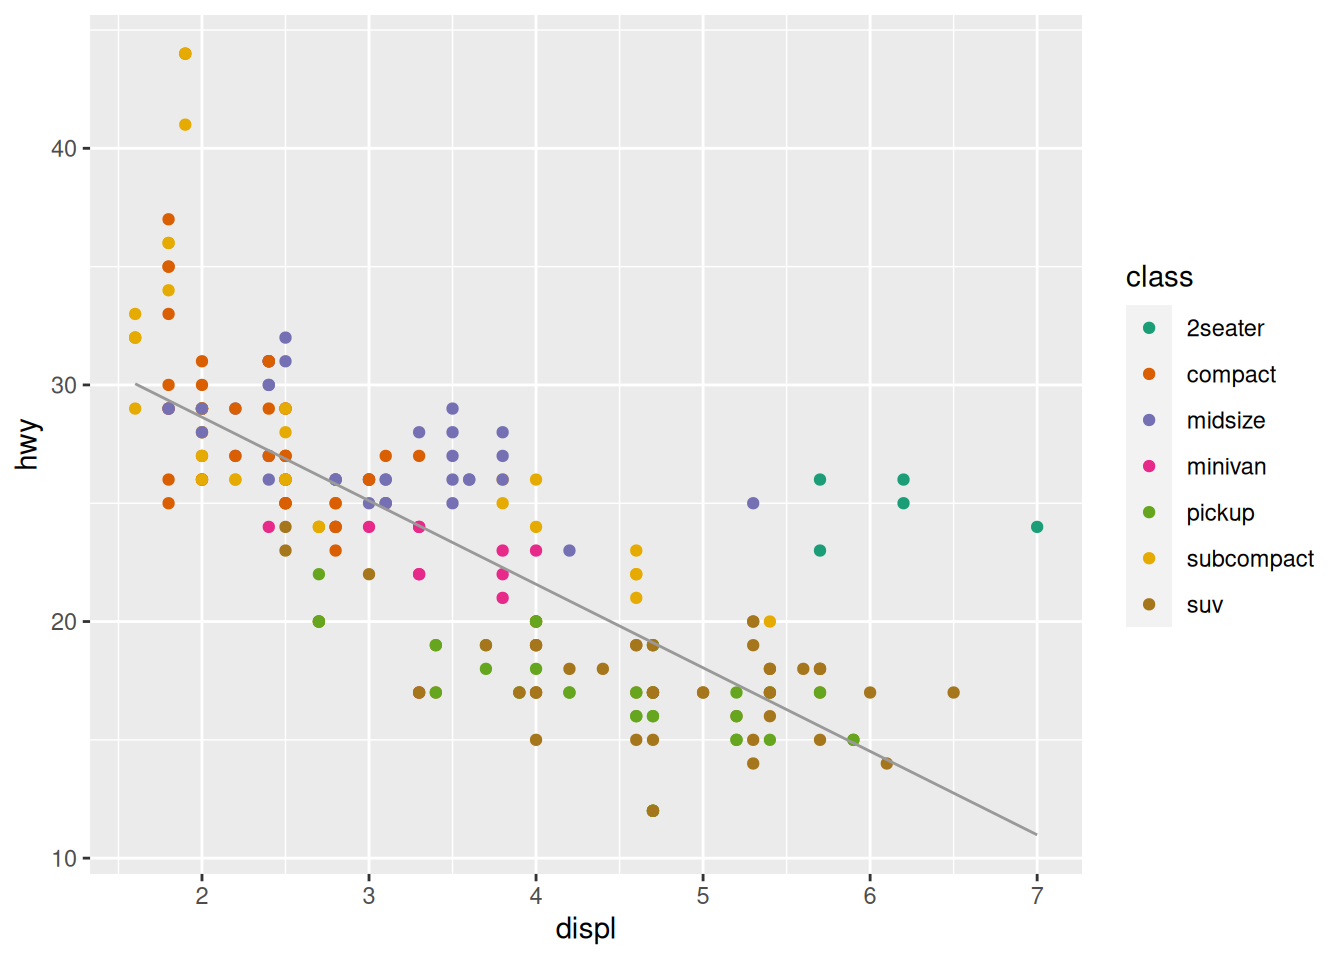 40
30
20
10
hwy
2 3 4 5 6 7
displ
class
2seater
compact
midsize
minivan
pickup
subcompact
suv